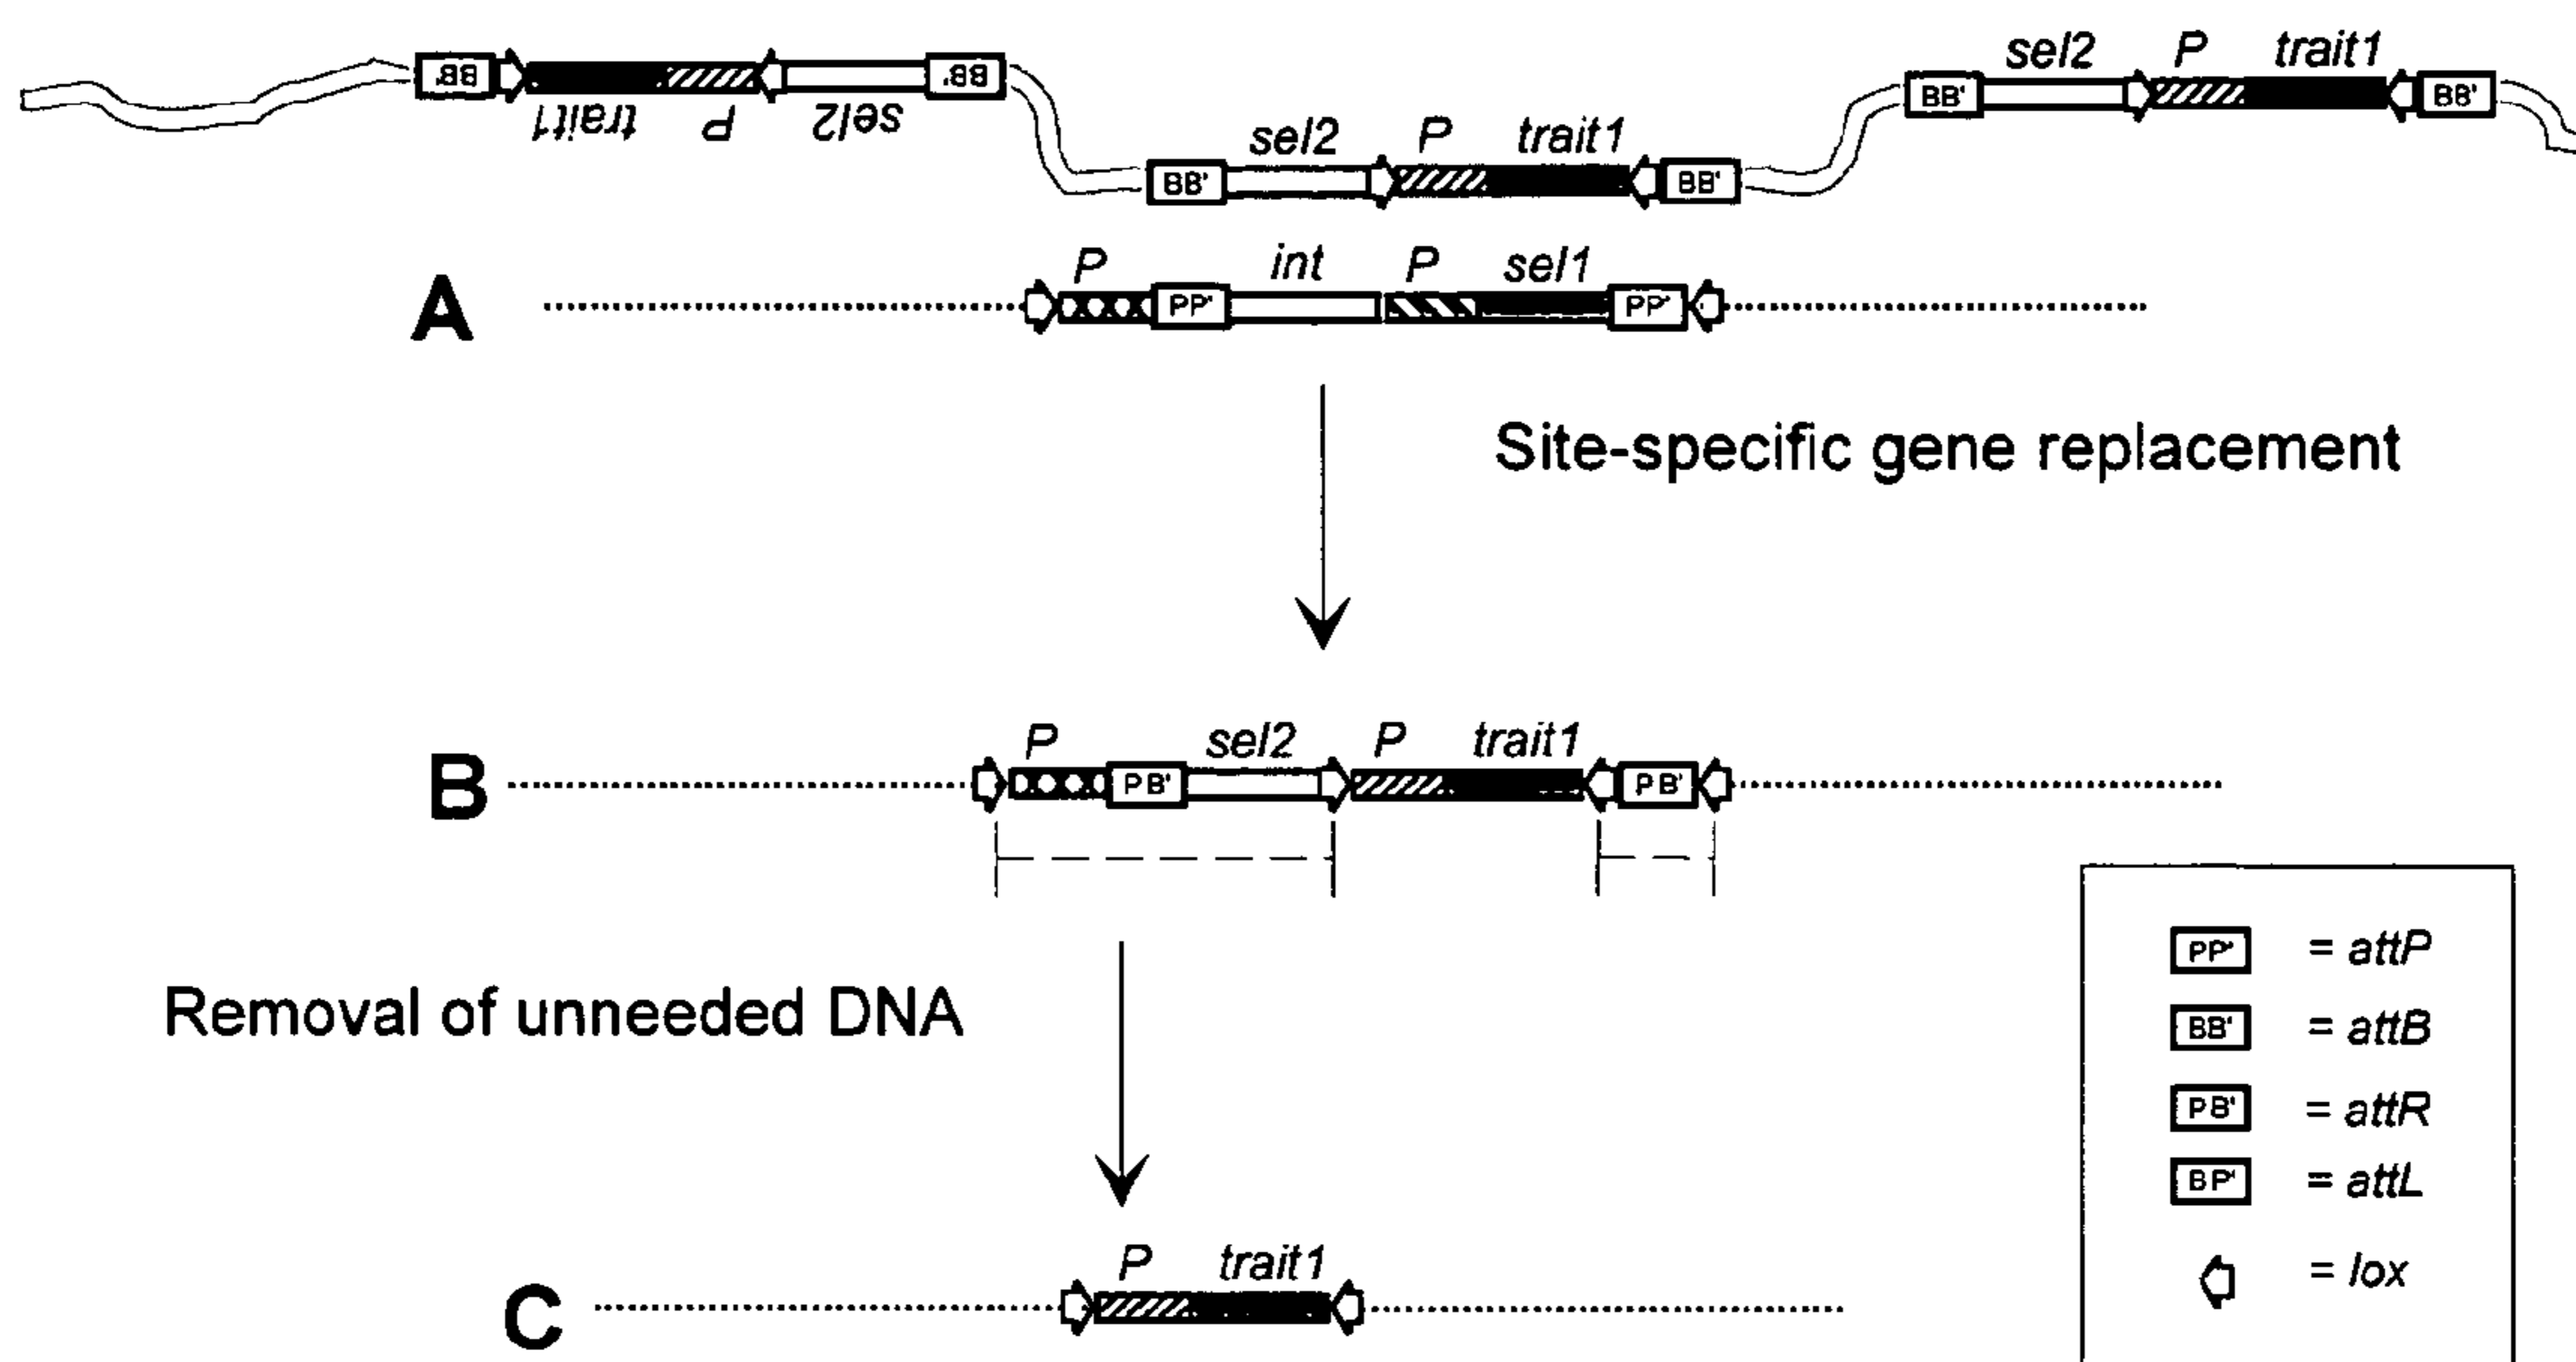 sel2 P trait1
BB' BB' BB' BB'
trait1 P sel2
sel2 P trait1
BB' BB'
P int P sel1
A PP' PP'
Site-specific gene replacement
P sel2 P trait1
B PB' PB'
Removal of unneeded DNA
PP' = attP
BB' = attB
PB' = attR
BP' = attL
= lox
P trait1
C